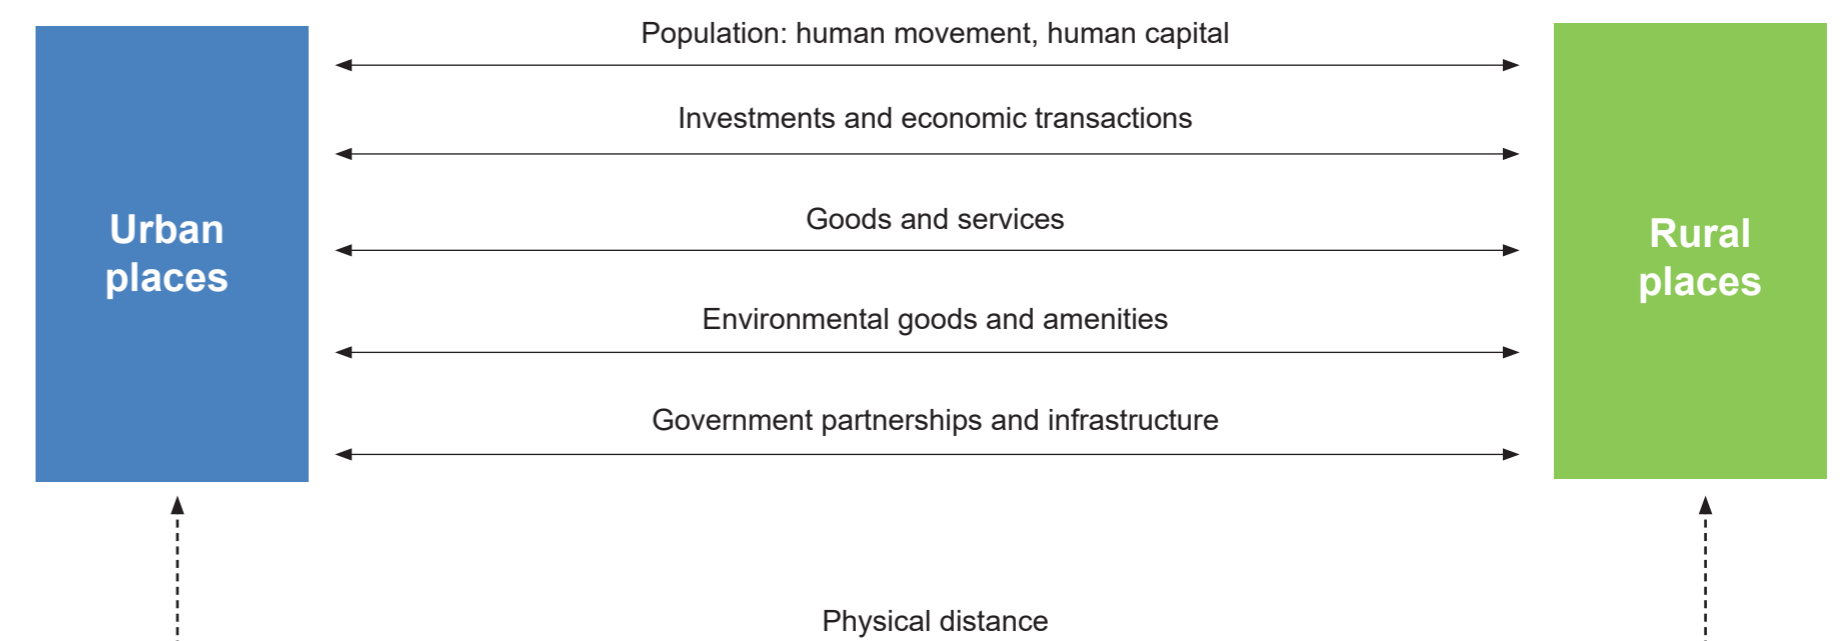 Population: human movement, human capital
Investments and economic transactions
Urban
places
Goods and services
Rural
places
Environmental goods and amenities
Government partnerships and infrastructure
Physical distance